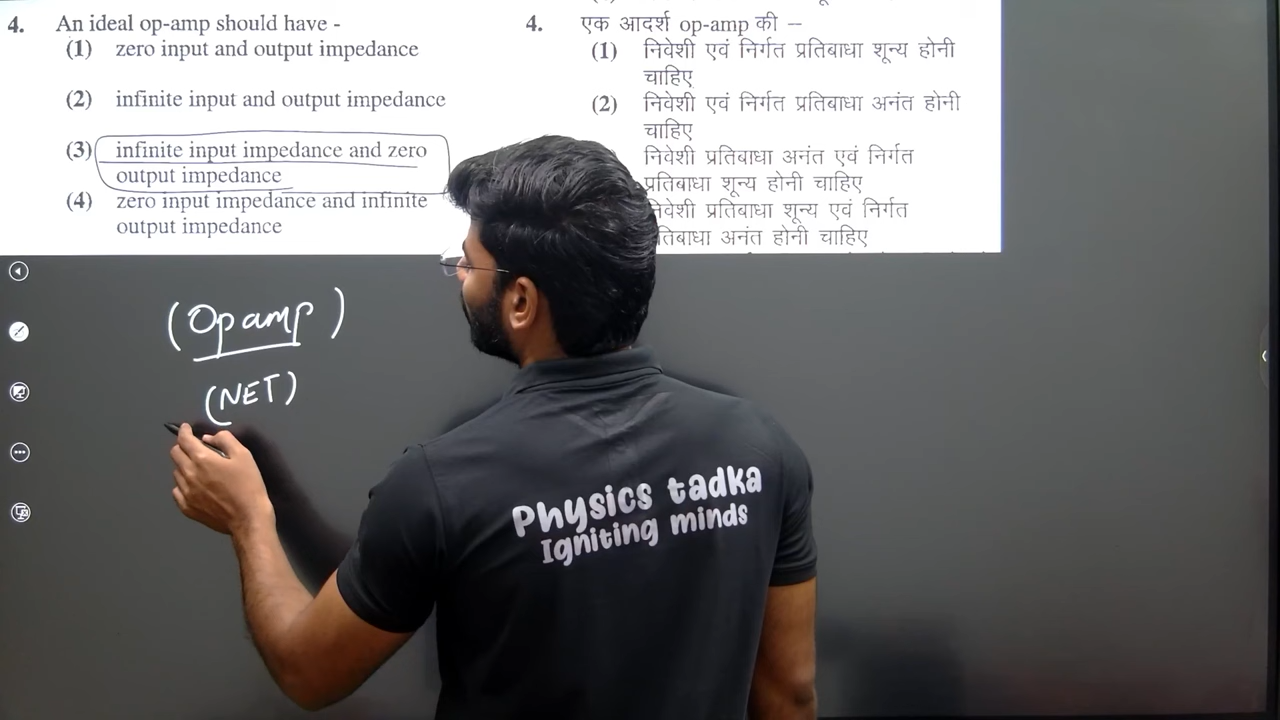 4. An ideal op-amp should have -
(1) zero input and output impedance
(2) infinite input and output impedance
(3) infinite input impedance and zero
output impedance
(4) zero input impedance and infinite
output impedance
4. एक आदर्श op-amp की –
(1) निवेशी एवं निर्गत प्रतिबाधा शून्य होनी
चाहिए
(2) निवेशी एवं निर्गत प्रतिबाधा अनंत होनी
चाहिए
निवेशी प्रतिबाधा अनंत एवं निर्गत
प्रतिबाधा शून्य होनी चाहिए
प्रतिबाधा शून्य एवं निर्गत
अनंत होनी चाहिए
(Op amp)
(NET)
Physics tadka
Igniting minds